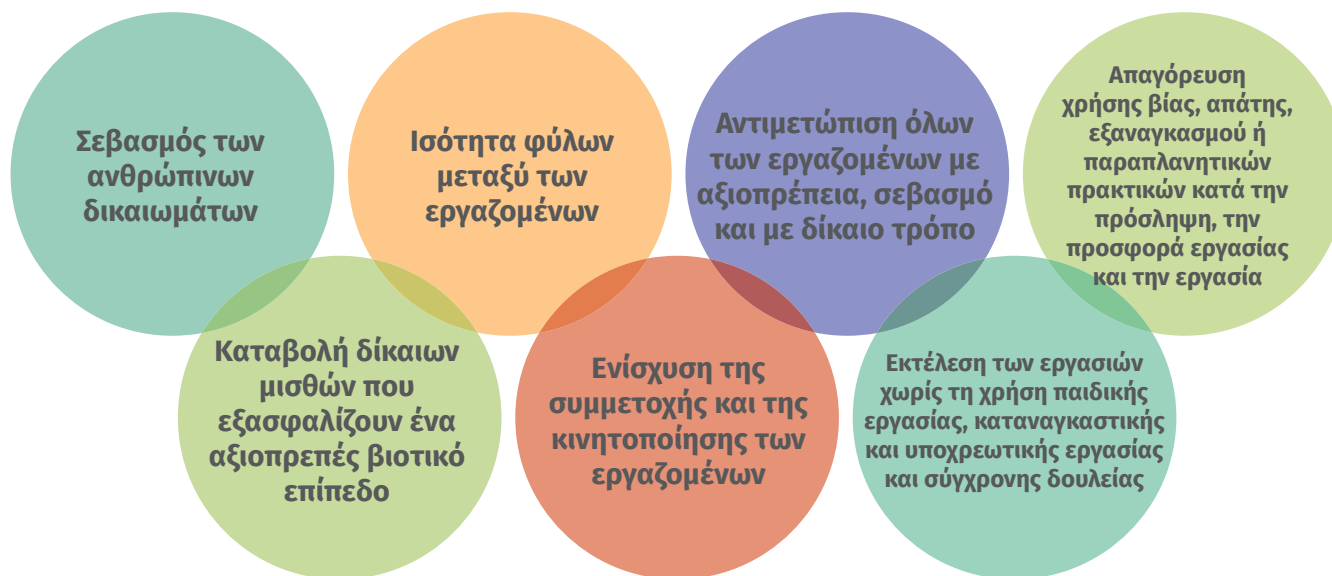 Σεβασμός των
ανθρώπινων
δικαιωμάτων
Ισότητα φύλων
μεταξύ των
εργαζομένων
Αντιμετώπιση όλων
των εργαζομένων με
αξιοπρέπεια, σεβασμό
και με δίκαιο τρόπο
Απαγόρευση
χρήσης βίας, απάτης,
εξαναγκασμού ή
παραπλανητικών
πρακτικών κατά την
πρόσληψη, την
προσφορά εργασίας
και την εργασία
Καταβολή δίκαιων
μισθών που
εξασφαλίζουν ένα
αξιοπρεπές βιοτικό
επίπεδο
Ενίσχυση της
συμμετοχής και της
κινητοποίησης των
εργαζομένων
Εκτέλεση των εργασιών
χωρίς τη χρήση παιδικής
εργασίας, καταναγκαστικής
και υποχρεωτικής εργασίας
και σύγχρονης δουλείας